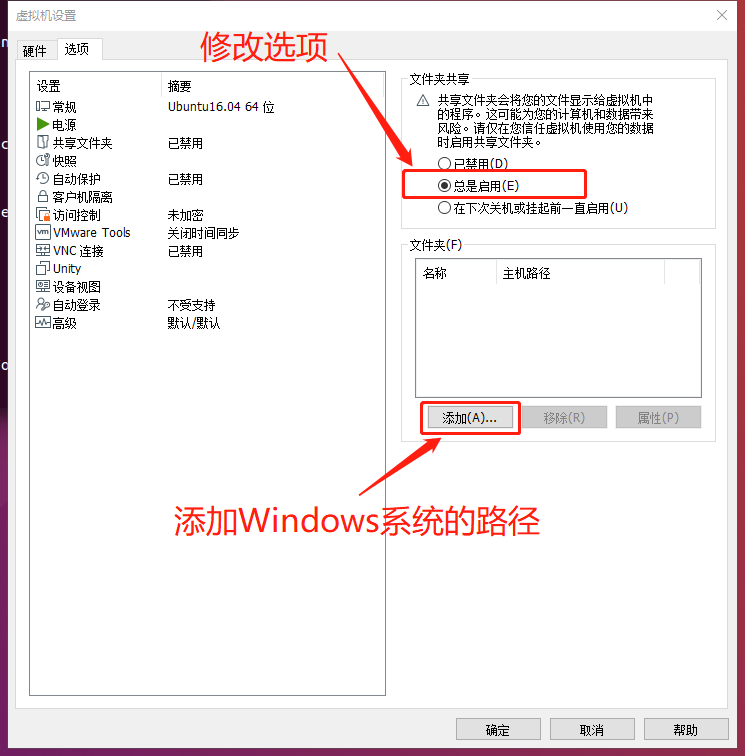 虚拟机设置
硬件 选项
修改选项
设置 摘要
常规 Ubuntu16.04 64 位
电源
共享文件夹 已禁用
快照
自动保护 已禁用
客户机隔离
访问控制 未加密
VMware Tools 关闭时间同步
VNC 连接 已禁用
Unity
设备视图
自动登录 不受支持
高级 默认/默认
文件夹共享
共享文件夹会将您的文件显示给虚拟机中
的程序。这可能为您的计算机和数据带来
风险。请仅在您信任虚拟机使用您的数据
时启用共享文件夹。
已禁用(D)
总是启用(E)
在下次关机或挂起前一直启用(U)
文件夹(F)
名称 主机路径
添加(A)... 移除(R) 属性(P)
添加Windows系统的路径
确定 取消 帮助